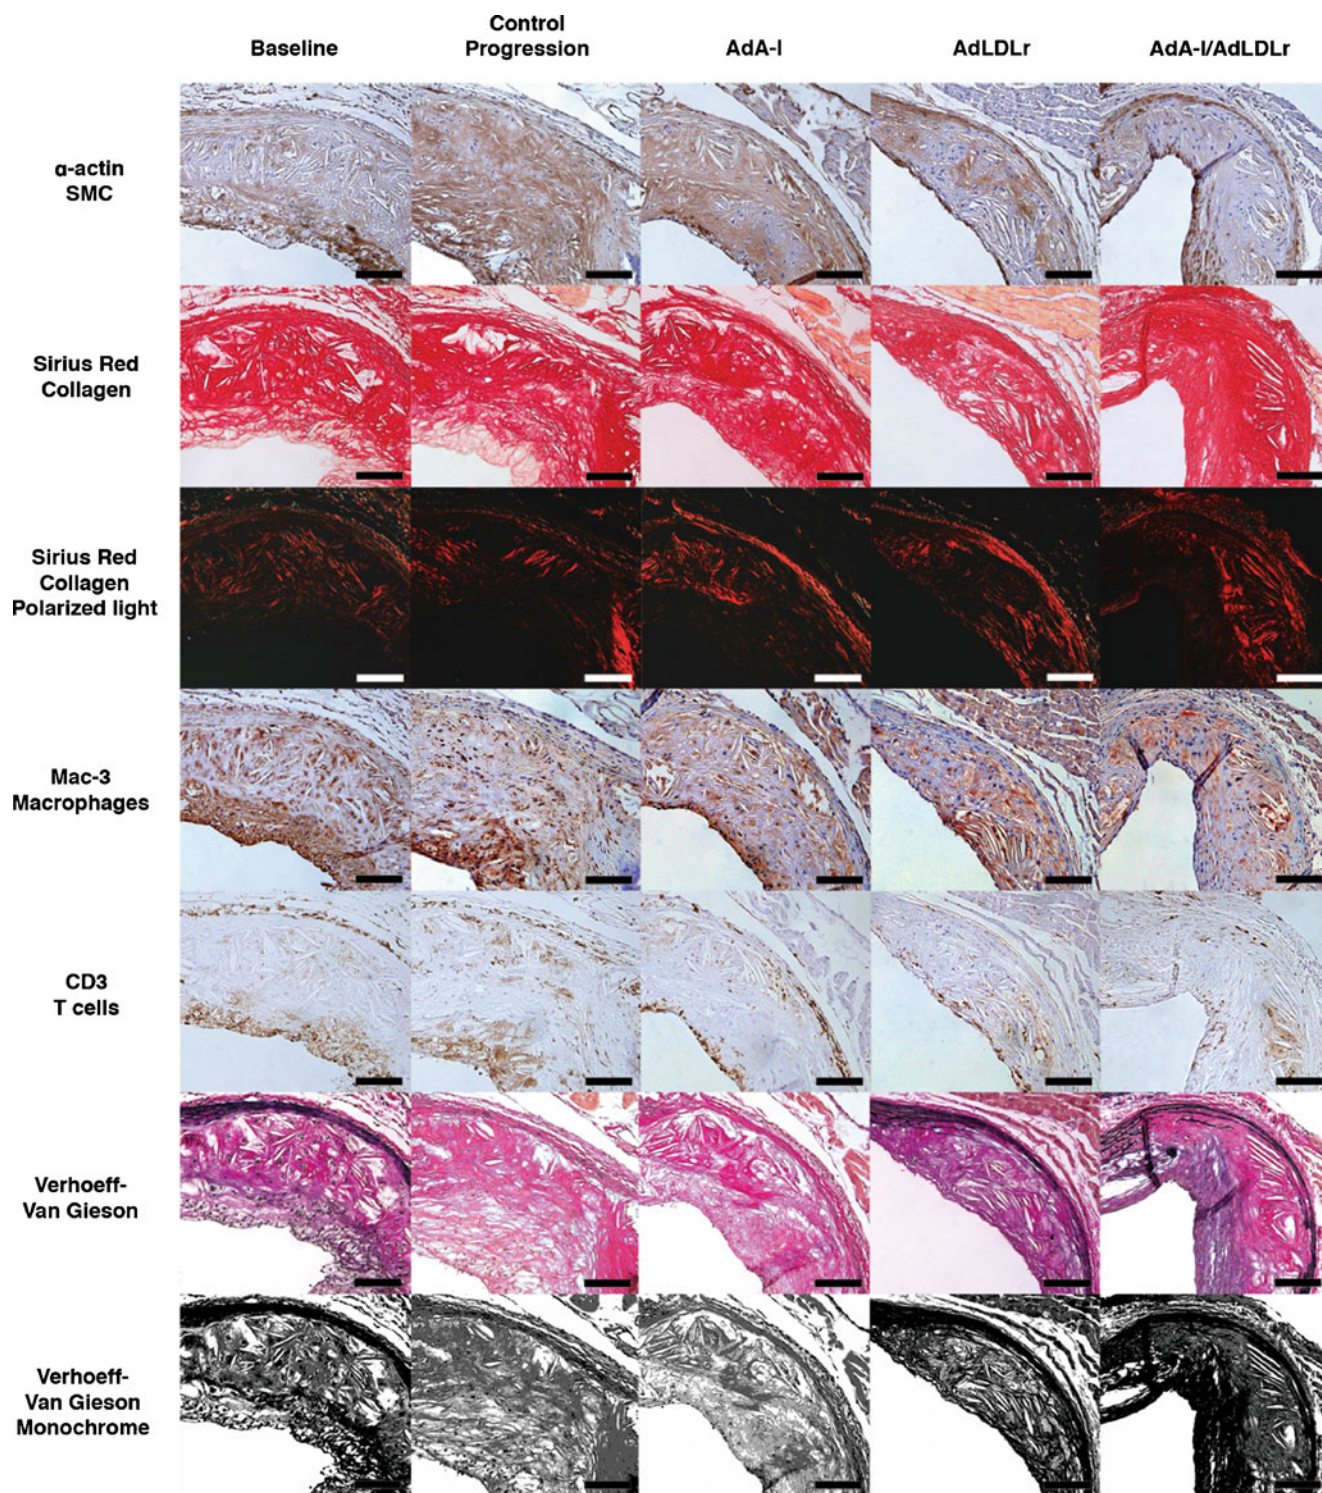 Baseline
Control
Progression
AdA-I
AdLDLr
AdA-I/AdLDLr
α-actin
SMC
Sirius Red
Collagen
Sirius Red
Collagen
Polarized light
Mac-3
Macrophages
CD3
T cells
Verhoeff-
Van Gieson
Verhoeff-
Van Gieson
Monochrome